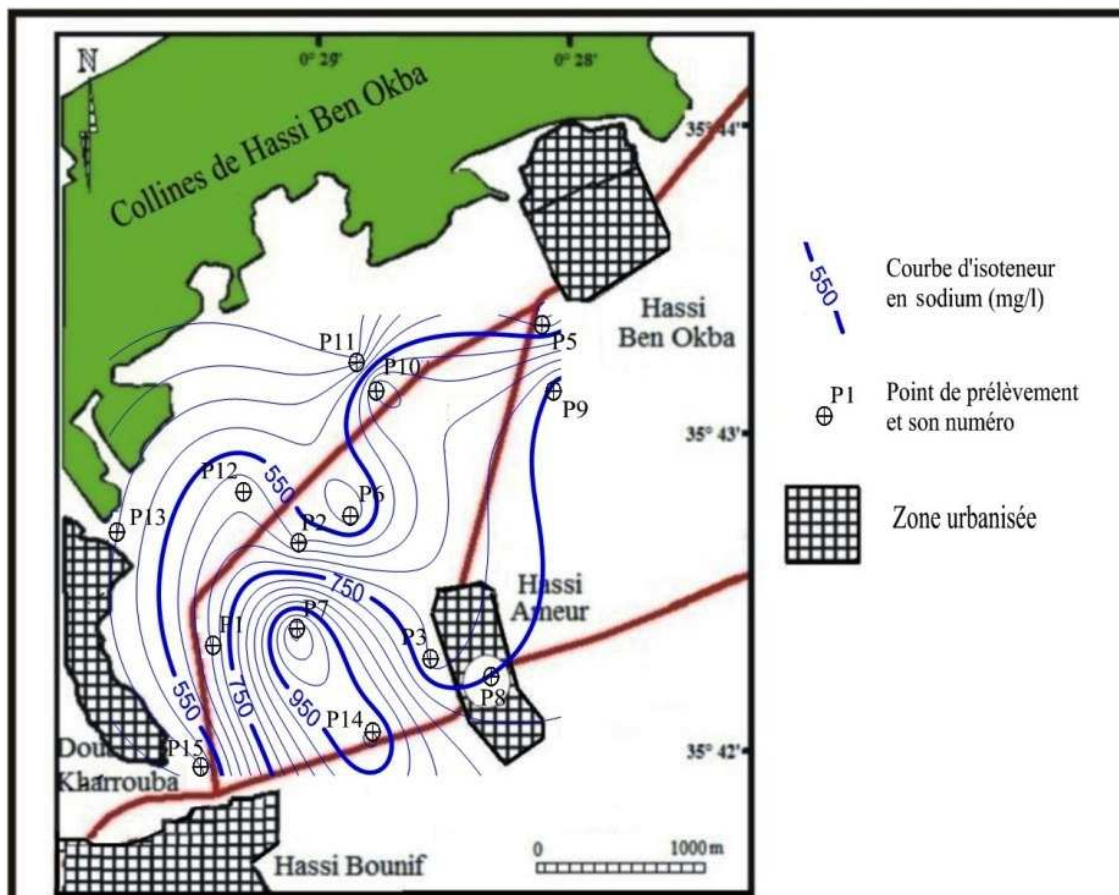 N
0° 29'
0° 28'
Collines de Hassi Ben Okba
35° 44'
Hassi
Ben Okba
P11
P10
P5
P9
35° 43'
P12
550
P6
P13
P2
750
Hassi
Ameur
P7
P1
P3
P8
550
750
950
P14
P15
35° 42'
Dou
Kharrouba
Hassi Bounif
0
1000 m
550
Courbe d'isoteneur
en sodium (mg/l)
P1
Point de prélèvement
et son numéro
Zone urbanisée